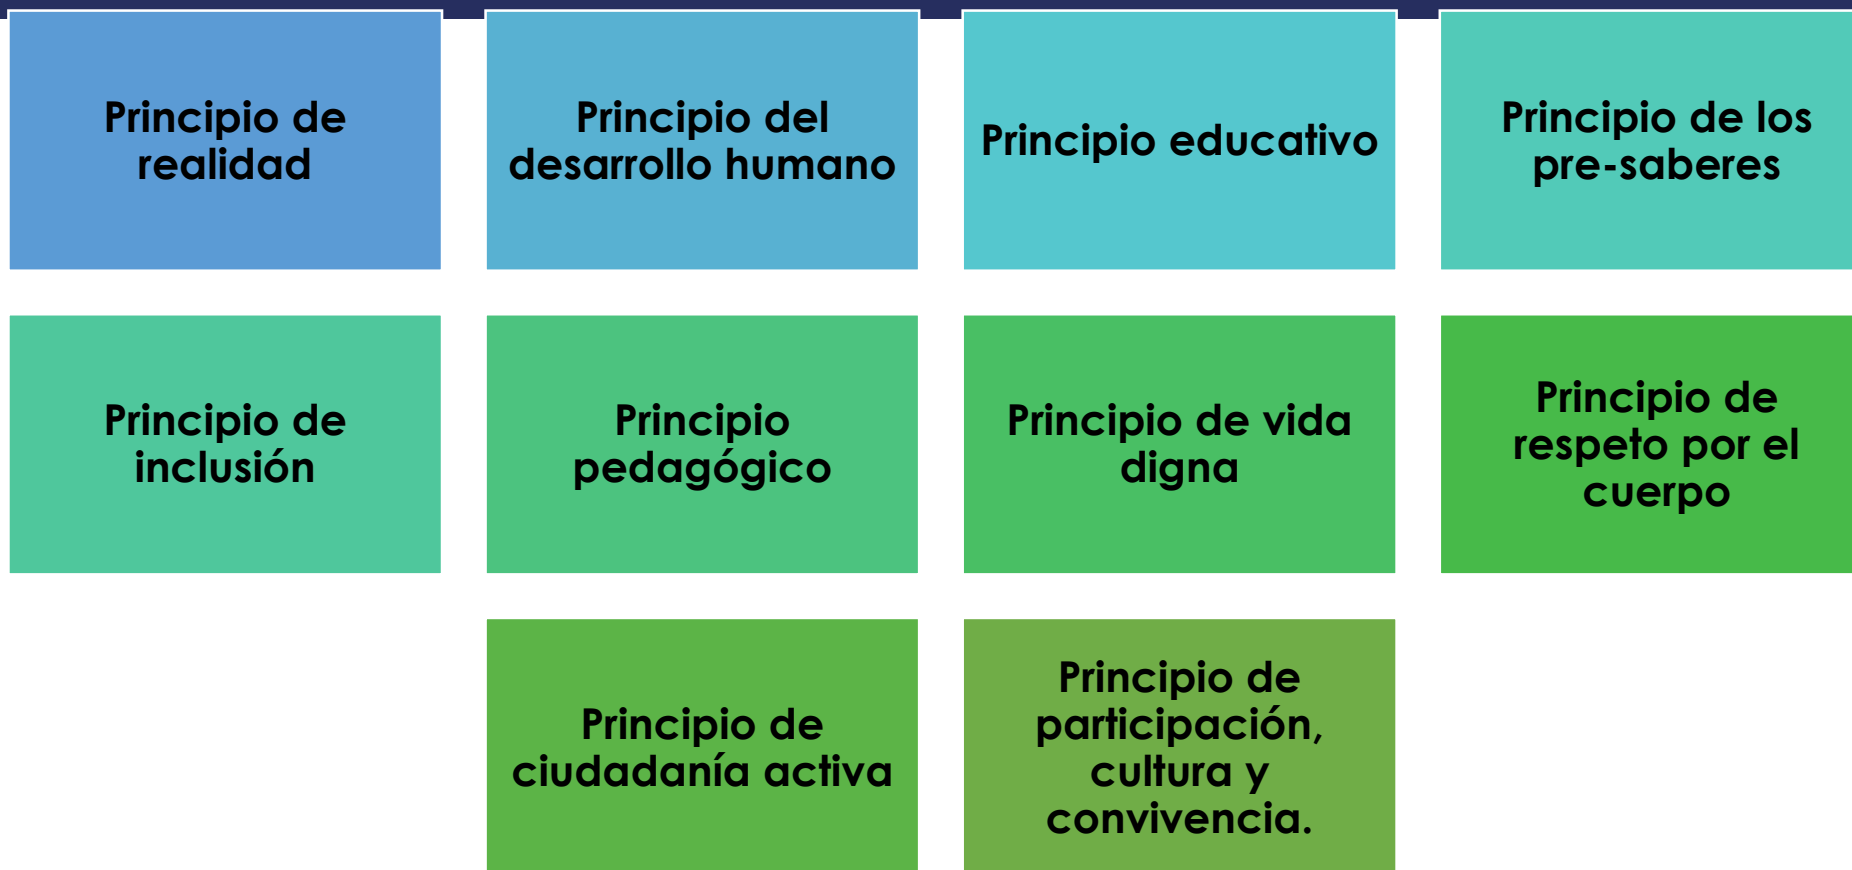 Principio de
realidad
Principio del
desarrollo humano
Principio educativo
Principio de los
pre-saberes
Principio de
inclusión
Principio
pedagógico
Principio de vida
digna
Principio de
respeto por el
cuerpo
Principio de
ciudadanía activa
Principio de
participación,
cultura y
convivencia.